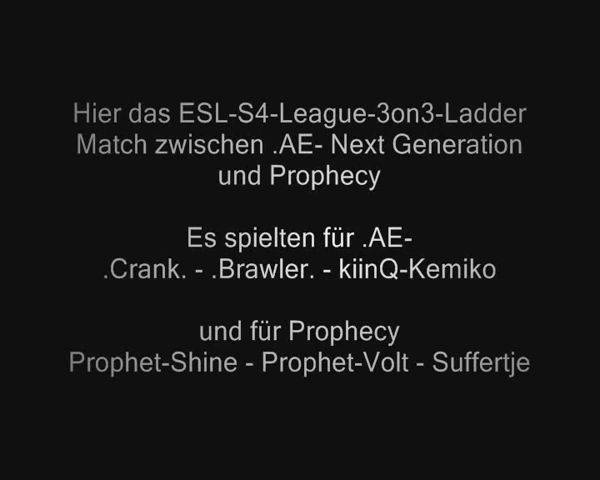 Hier das ESL-S4-League-3on3-Ladder
Match zwischen .AE- Next Generation
und Prophecy
Es spielten für .AE-
.Crank. - .Brawler. - kiinQ-Kemiko
und für Prophecy
Prophet-Shine - Prophet-Volt - Suffertje